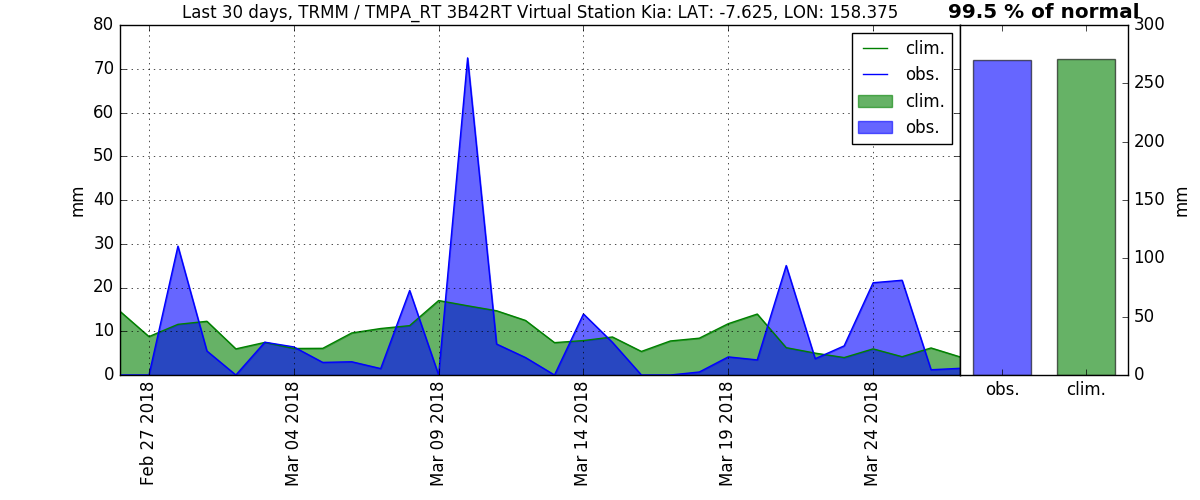 Last 30 days, TRMM / TMPA_RT 3B42RT Virtual Station Kia: LAT: -7.625, LON: 158.375
99.5 % of normal
80
70
60
50
40
30
20
10
0
mm
clim.
obs.
clim.
obs.
Feb 27 2018
Mar 04 2018
Mar 09 2018
Mar 14 2018
Mar 19 2018
Mar 24 2018
300
250
200
150
100
50
0
mm
obs.
clim.